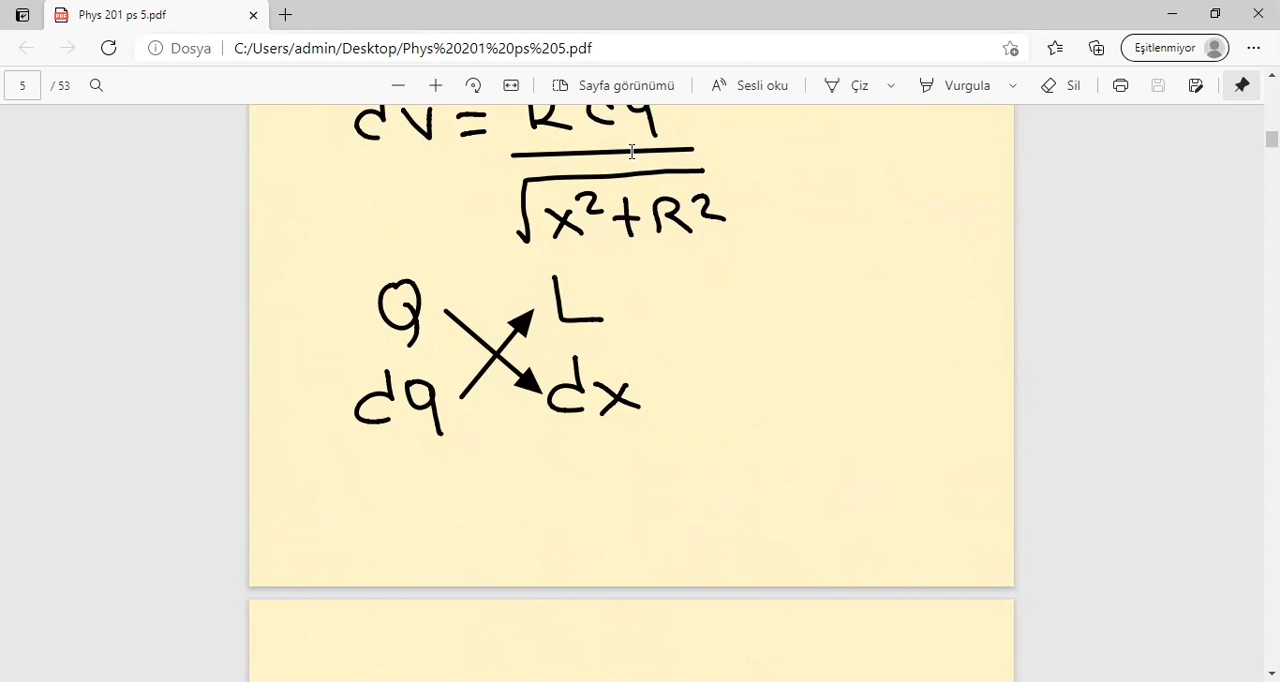 Phys 201 ps 5.pdf
Dosya C:/Users/admin/Desktop/Phys%20201%20ps%205.pdf Eşitlenmiyor
5 / 53 Sayfa görünümü Sesli oku Çiz Vurgula Sil
dV =
√x²+R²
Q L
dq dx